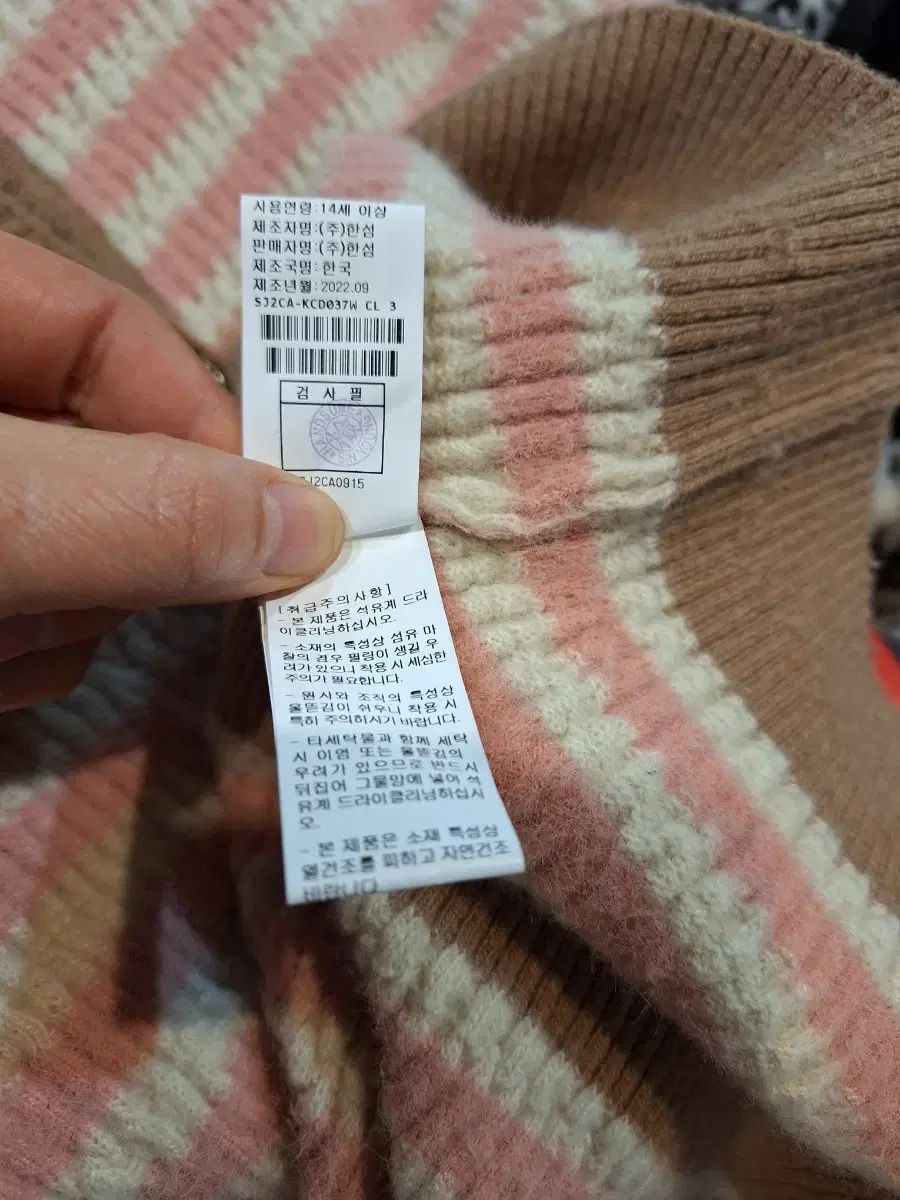 사용연령:14세 이상
제조자명:(주)한섬
판매자명:(주)한섬
제조국명:한국
제조년월:2022.09
SJ2CA-KCD037W CL 3
검 사 필
HANDSOME
SJ2CA0915
[취급주의사항]
- 본 제품은 석유계 드라
이클리닝하십시오.
- 소재의 특성상 섬유 마
찰의 경우 필링이 생길 우
려가 있으니 착용 시 세심한
주의가 필요합니다.
- 원사와 조직의 특성상
올뜯김이 쉬우니 착용 시
특히 주의하시기 바랍니다.
- 타세탁물과 함께 세탁
시 이염 또는 올뜯김의
우려가 있으므로 반드시
뒤집어 그물망에 넣어 석
유계 드라이클리닝하십시
오.
- 본 제품은 소재 특성상
열건조를 피하고 자연건조
바랍니다.